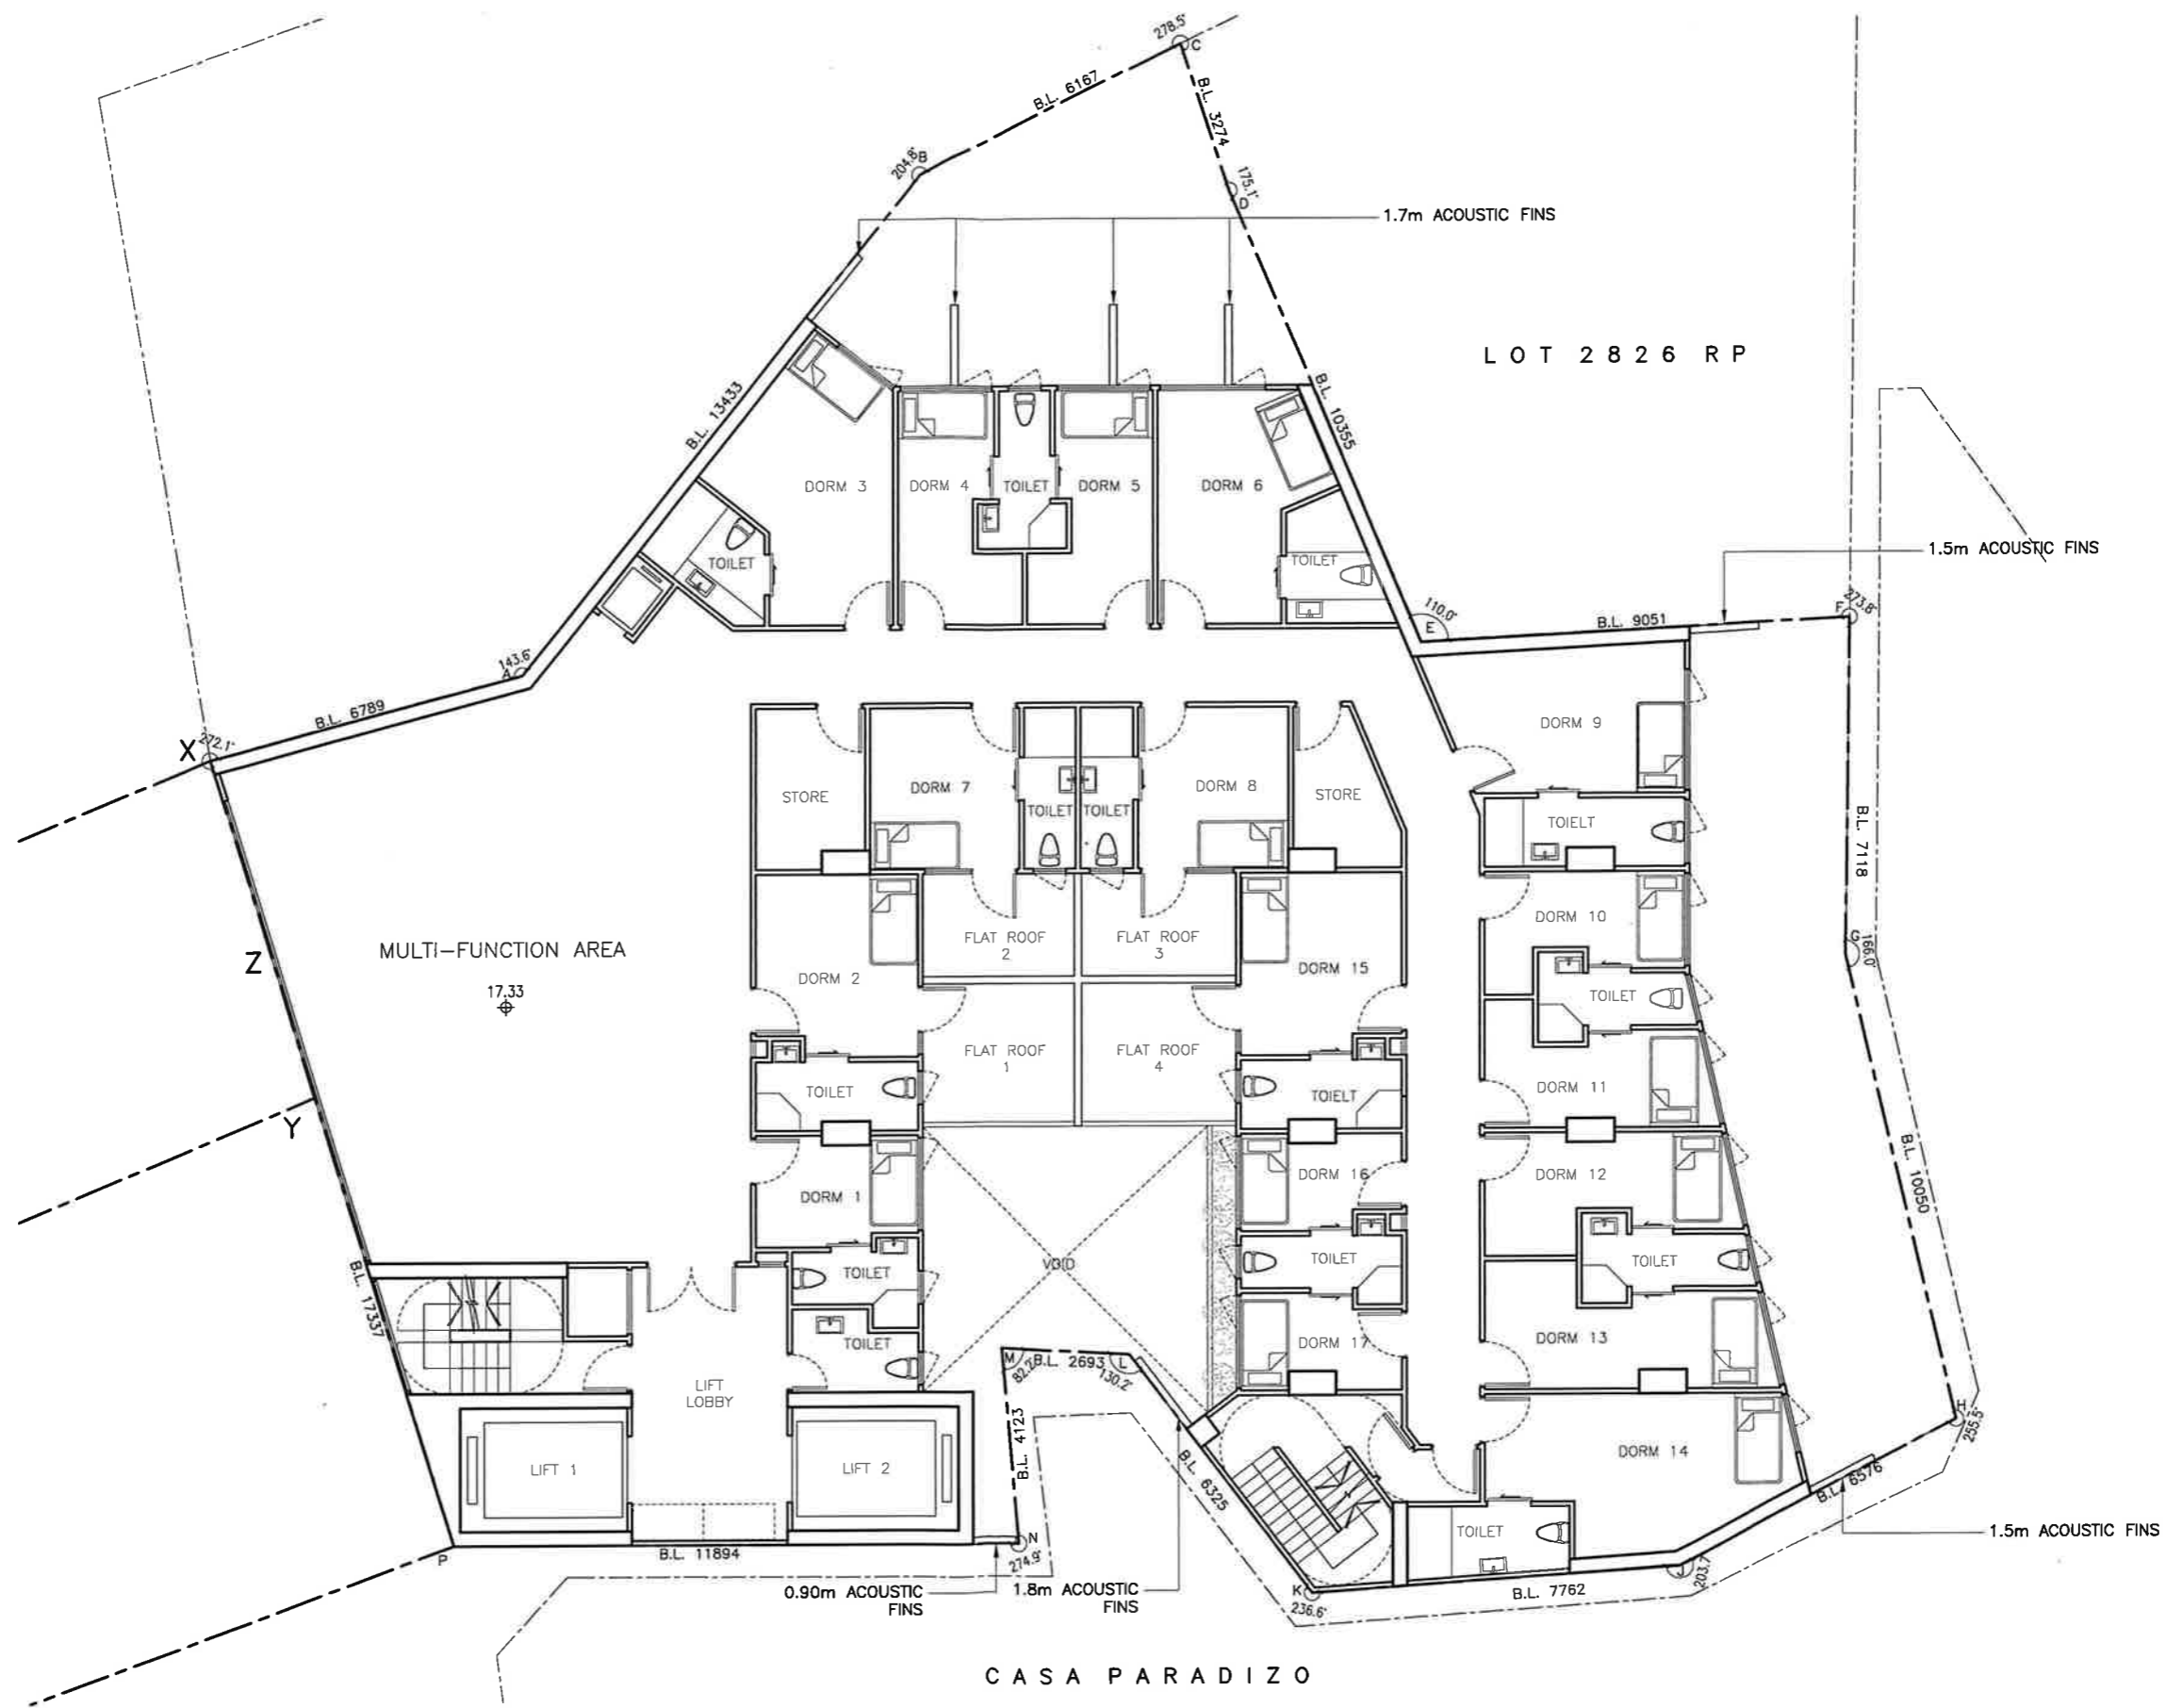 278.5°
C
B.L. 6167
B.L. 3274
204.8°
B
175.1°
D
1.7m ACOUSTIC FINS
LOT 2826 RP
B.L. 13433
B.L. 10355
DORM 3
DORM 4
TOILET
DORM 5
DORM 6
TOILET
TOILET
1.5m ACOUSTIC FINS
110.0°
E
B.L. 9051
F
273.8°
143.6°
A
B.L. 6789
X
272.1°
DORM 9
STORE
DORM 7
TOILET
TOILET
DORM 8
STORE
TOIELT
B.L. 7118
DORM 10
Z
MULTI-FUNCTION AREA
17.33
DORM 2
FLAT ROOF
2
FLAT ROOF
3
DORM 15
G
166.0°
TOILET
Y
TOILET
FLAT ROOF
1
FLAT ROOF
4
TOIELT
DORM 11
DORM 1
DORM 16
DORM 12
B.L. 10050
TOILET
VOID
TOILET
TOILET
B.L. 17337
TOILET
M
82.2°
B.L. 2693
L
130.2°
DORM 17
DORM 13
LIFT
LOBBY
B.L. 4123
H
255.5°
LIFT 1
LIFT 2
B.L. 6325
DORM 14
B.L. 6576
P
B.L. 11894
N
274.9°
TOILET
1.5m ACOUSTIC FINS
0.90m ACOUSTIC
FINS
1.8m ACOUSTIC
FINS
K
236.6°
B.L. 7762
J
203.7°
CASA PARADIZO